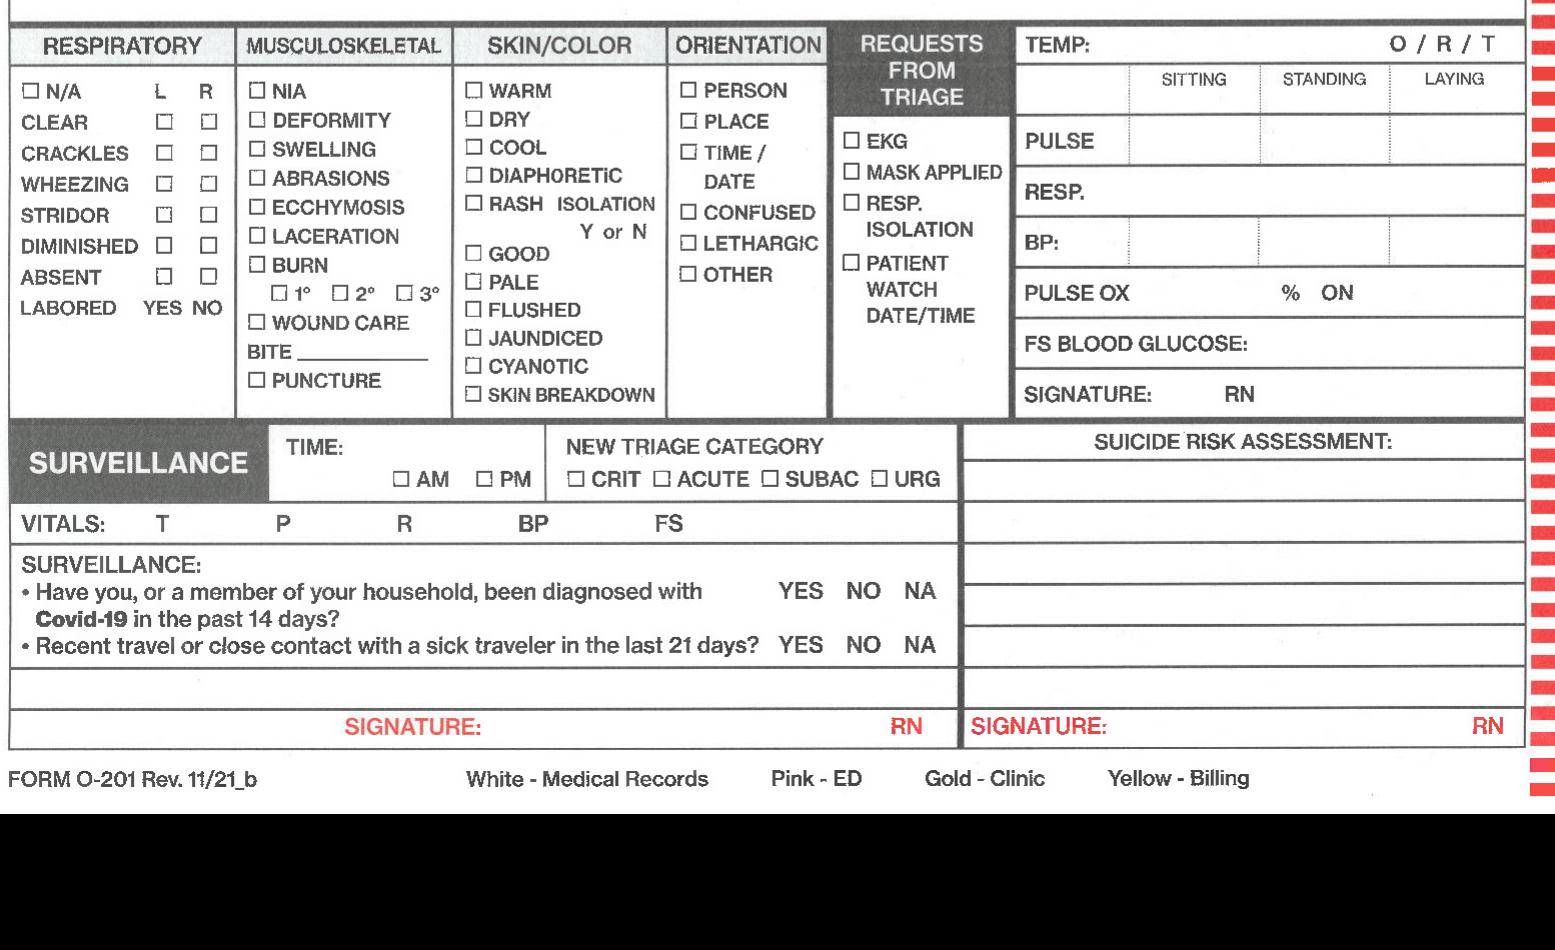 RESPIRATORY
☐ N/A L R
CLEAR ☐ ☐
CRACKLES ☐ ☐
WHEEZING ☐ ☐
STRIDOR ☐ ☐
DIMINISHED ☐ ☐
ABSENT ☐ ☐
LABORED YES NO
MUSCULOSKELETAL
☐ NIA
☐ DEFORMITY
☐ SWELLING
☐ ABRASIONS
☐ ECCHYMOSIS
☐ LACERATION
☐ BURN
☐ 1° ☐ 2° ☐ 3°
☐ WOUND CARE
BITE ____________
☐ PUNCTURE
SKIN/COLOR
☐ WARM
☐ DRY
☐ COOL
☐ DIAPHORETiC
☐ RASH ISOLATION
Y or N
☐ GOOD
☐ PALE
☐ FLUSHED
☐ JAUNDICED
☐ CYANOTIC
☐ SKIN BREAKDOWN
ORIENTATION
☐ PERSON
☐ PLACE
☐ TIME /
DATE
☐ CONFUSED
☐ LETHARGIC
☐ OTHER
REQUESTS
FROM
TRIAGE
☐ EKG
☐ MASK APPLIED
☐ RESP.
ISOLATION
☐ PATIENT
WATCH
DATE/TIME
TEMP: O / R / T
SITTING STANDING LAYING
PULSE
RESP.
BP:
PULSE OX % ON
FS BLOOD GLUCOSE:
SIGNATURE: RN
SURVEILLANCE
TIME:
☐ AM ☐ PM
NEW TRIAGE CATEGORY
☐ CRIT ☐ ACUTE ☐ SUBAC ☐ URG
VITALS: T P R BP FS
SURVEILLANCE:
• Have you, or a member of your household, been diagnosed with YES NO NA
Covid-19 in the past 14 days?
• Recent travel or close contact with a sick traveler in the last 21 days? YES NO NA
SIGNATURE: RN
SUICIDE RISK ASSESSMENT:
SIGNATURE: RN
FORM O-201 Rev. 11/21_b White - Medical Records Pink - ED Gold - Clinic Yellow - Billing